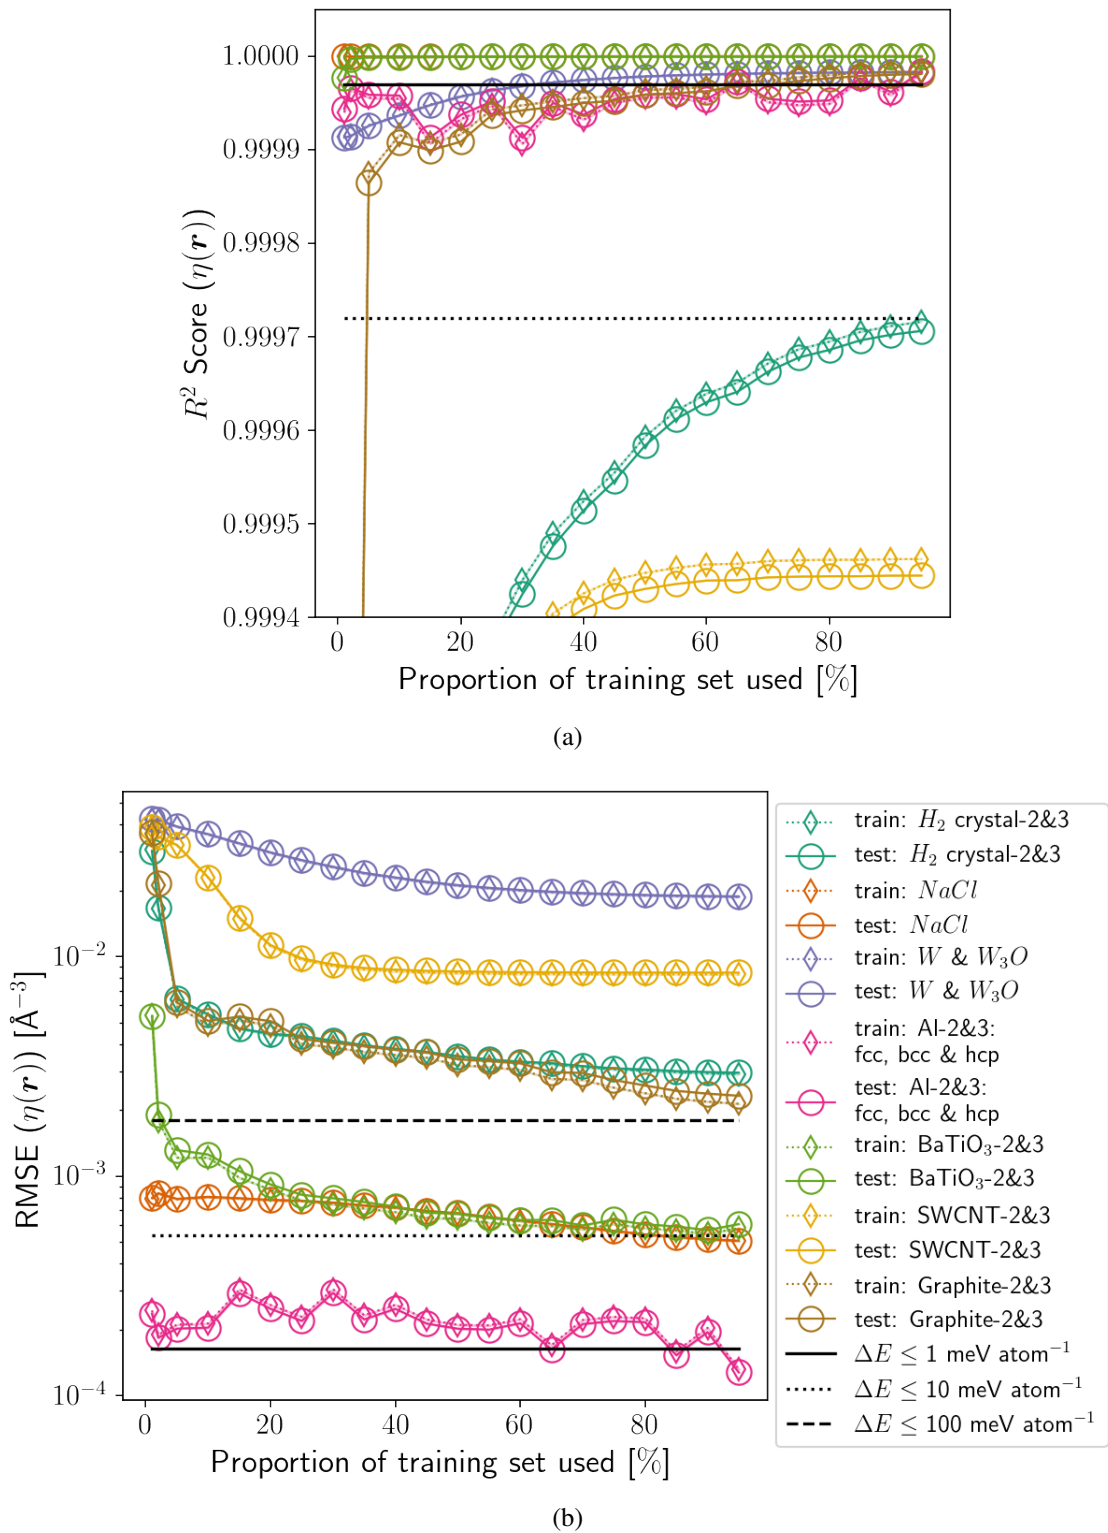 1.0000
0.9999
0.9998
0.9997
0.9996
0.9995
0.9994
R² Score (η(r))
0 20 40 60 80
Proportion of training set used [%]
(a)
10⁻²
10⁻³
10⁻⁴
RMSE (η(r)) [Å⁻³]
0 20 40 60 80
Proportion of training set used [%]
train: H₂ crystal-2&3
test: H₂ crystal-2&3
train: NaCl
test: NaCl
train: W & W₃O
test: W & W₃O
train: Al-2&3:
fcc, bcc & hcp
test: Al-2&3:
fcc, bcc & hcp
train: BaTiO₃-2&3
test: BaTiO₃-2&3
train: SWCNT-2&3
test: SWCNT-2&3
train: Graphite-2&3
test: Graphite-2&3
ΔE ≤ 1 meV atom⁻¹
ΔE ≤ 10 meV atom⁻¹
ΔE ≤ 100 meV atom⁻¹
(b)